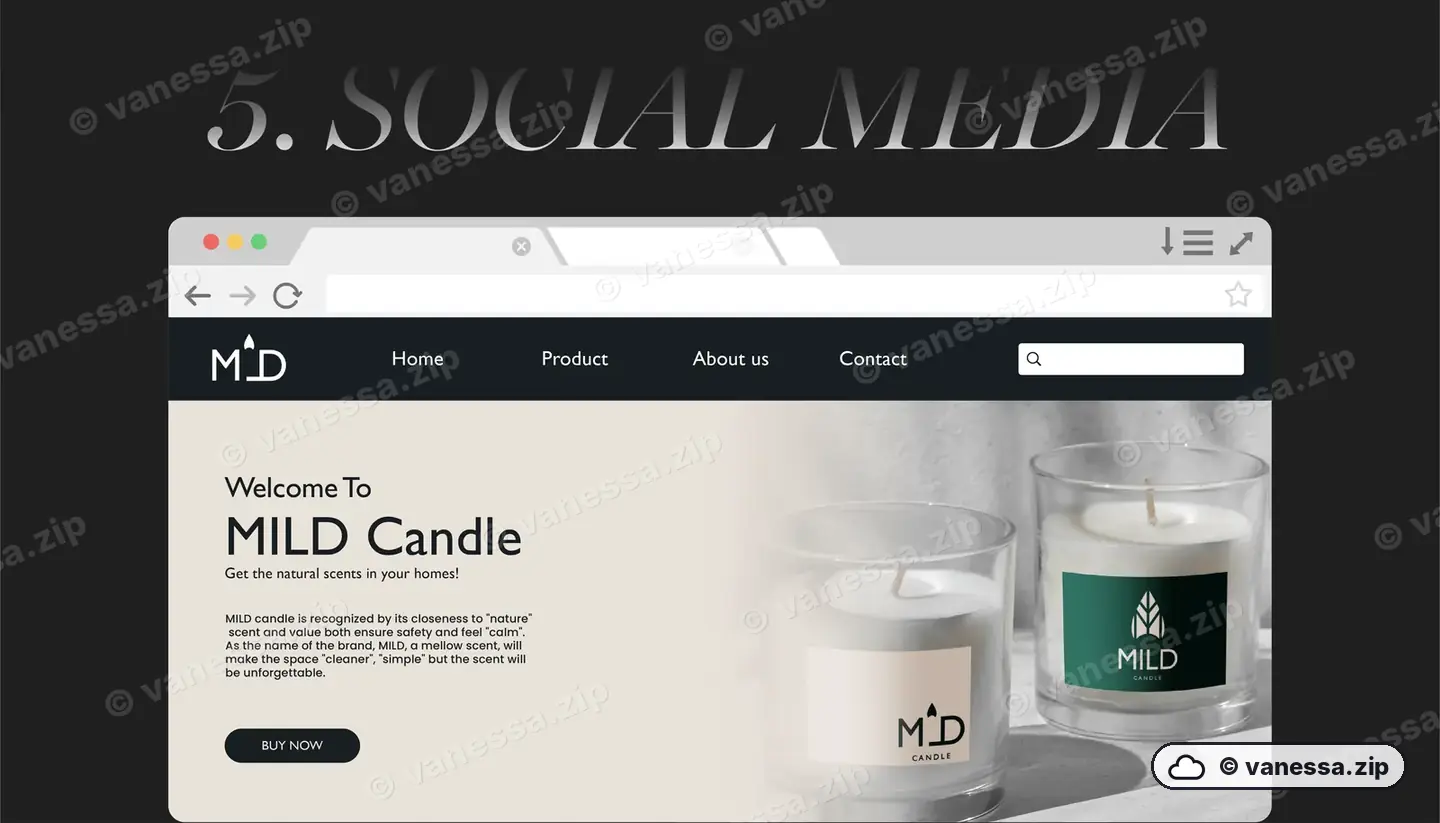 5. SOCIAL MEDIA
M D
Home
Product
About us
Contact
Welcome To
MILD Candle
Get the natural scents in your homes!
MILD candle is recognized by its closeness to "nature"
scent and value both ensure safety and feel "calm".
As the name of the brand, MILD, a mellow scent, will
make the space "cleaner", "simple" but the scent will
be unforgettable.
BUY NOW
M D
CANDLE
MILD
CANDLE
© vanessa.zip